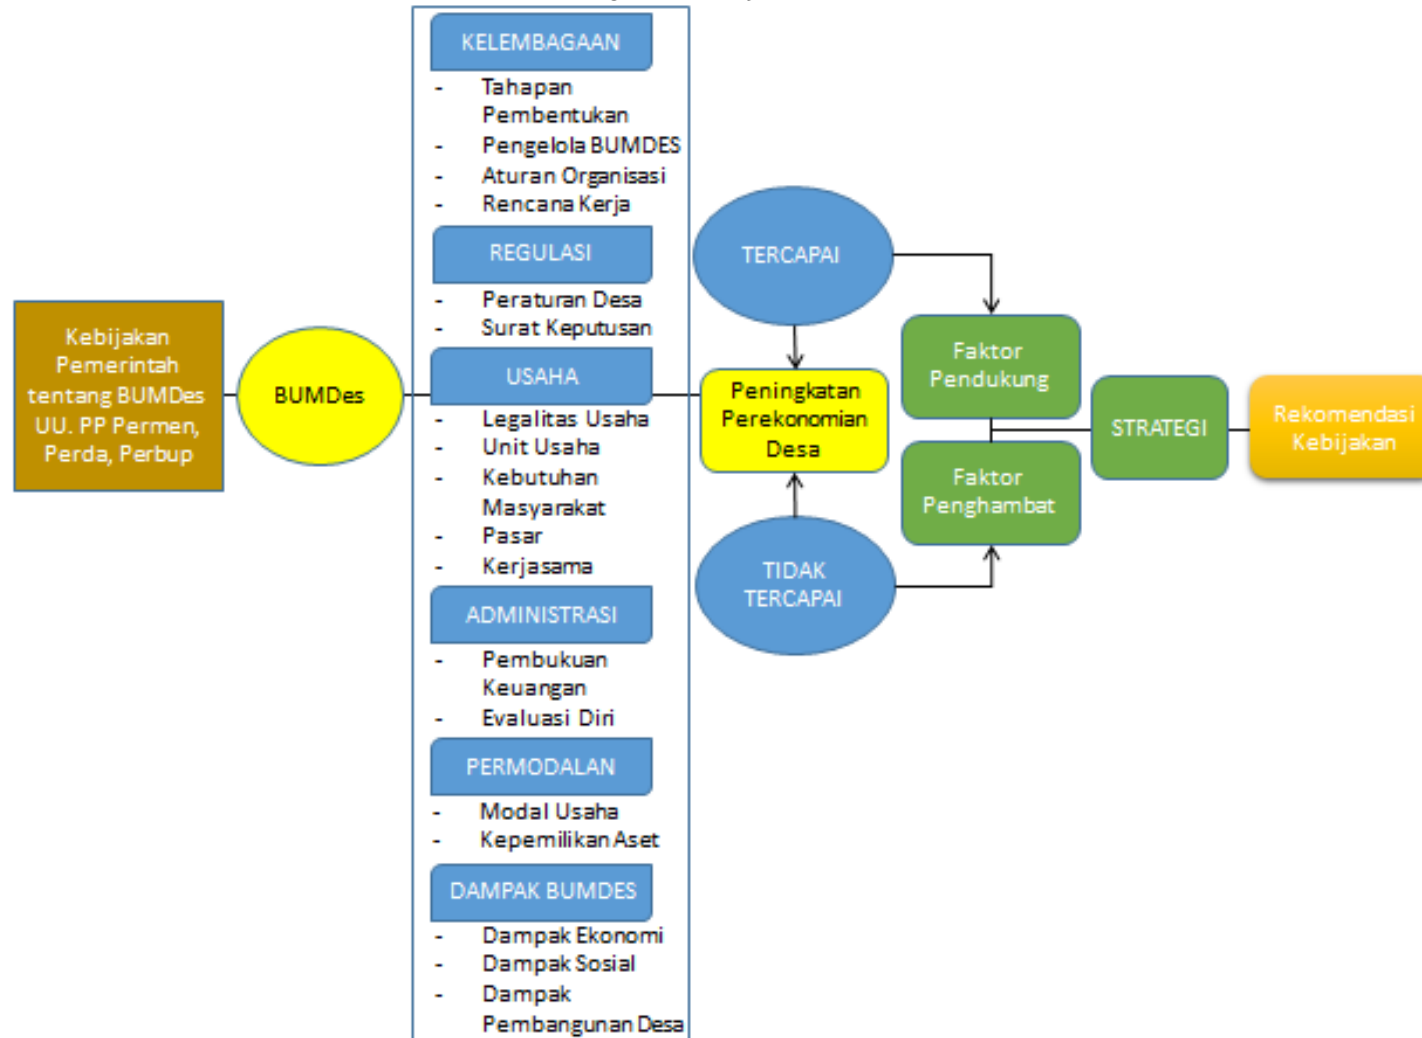 Kebijakan
Pemerintah
tentang BUMDes
UU. PP Permen,
Perda, Perbup
BUMDes
KELEMBAGAAN
- Tahapan
Pembentukan
- Pengelola BUMDES
- Aturan Organisasi
- Rencana Kerja
REGULASI
- Peraturan Desa
- Surat Keputusan
USAHA
- Legalitas Usaha
- Unit Usaha
- Kebutuhan
Masyarakat
- Pasar
- Kerjasama
ADMINISTRASI
- Pembukuan
Keuangan
- Evaluasi Diri
PERMODALAN
- Modal Usaha
- Kepemilikan Aset
DAMPAK BUMDES
- Dampak Ekonomi
- Dampak Sosial
- Dampak
Pembangunan Desa
TERCAPAI
Peningkatan
Perekonomian
Desa
TIDAK
TERCAPAI
Faktor
Pendukung
Faktor
Penghambat
STRATEGI
Rekomendasi
Kebijakan